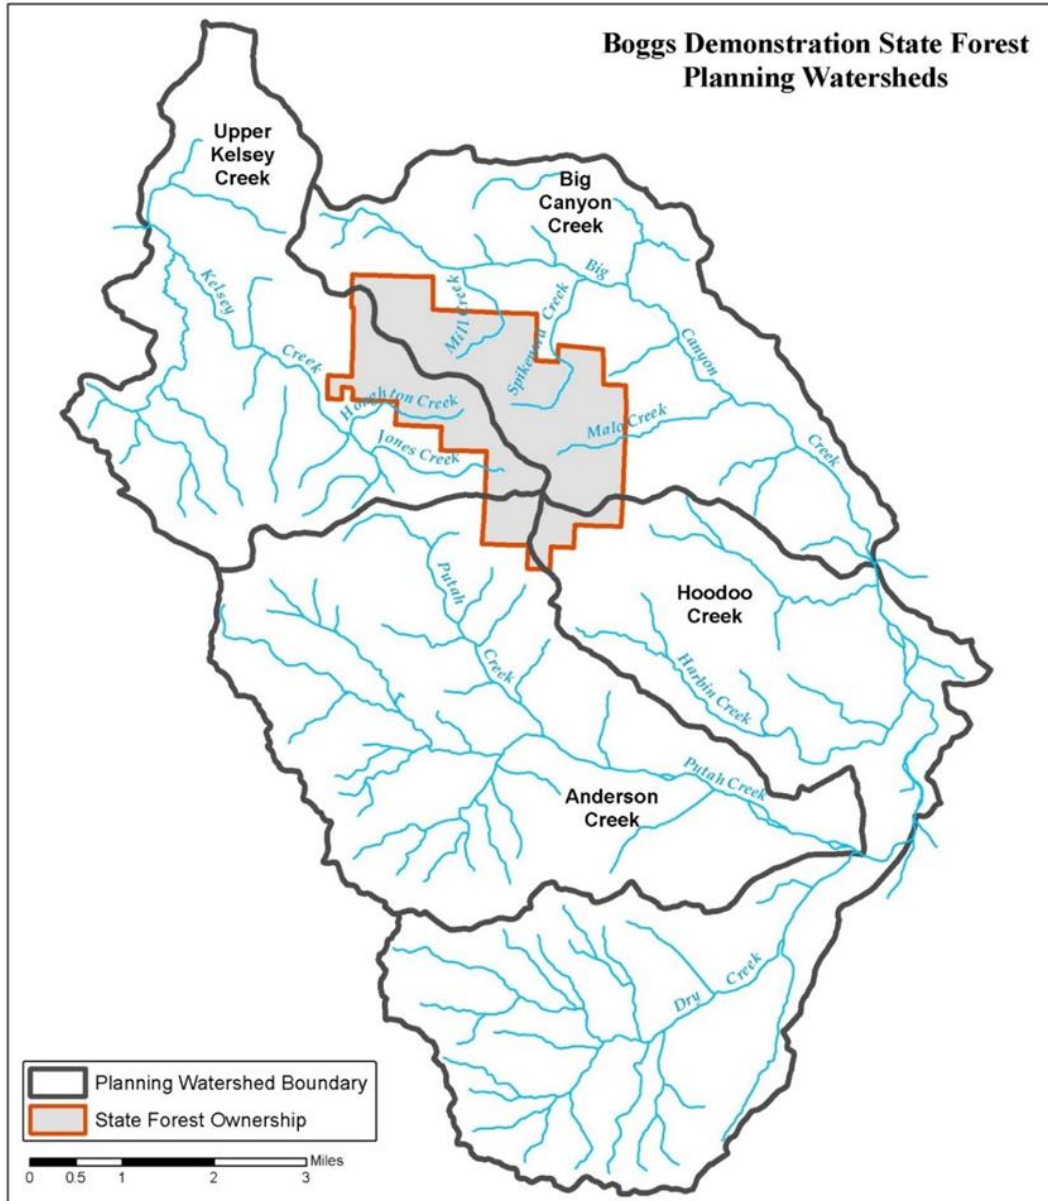 Boggs Demonstration State Forest
Planning Watersheds
Upper
Kelsey
Creek
Big
Canyon
Creek
Kelsey
Creek
Mill Creek
Spikenard Creek
Big
Canyon
Creek
Houghton Creek
Jones Creek
Malo Creek
Putah
Creek
Hoodoo
Creek
Harbin Creek
Putah Creek
Anderson
Creek
Dry Creek
Planning Watershed Boundary
State Forest Ownership
Miles
0 0.5 1 2 3